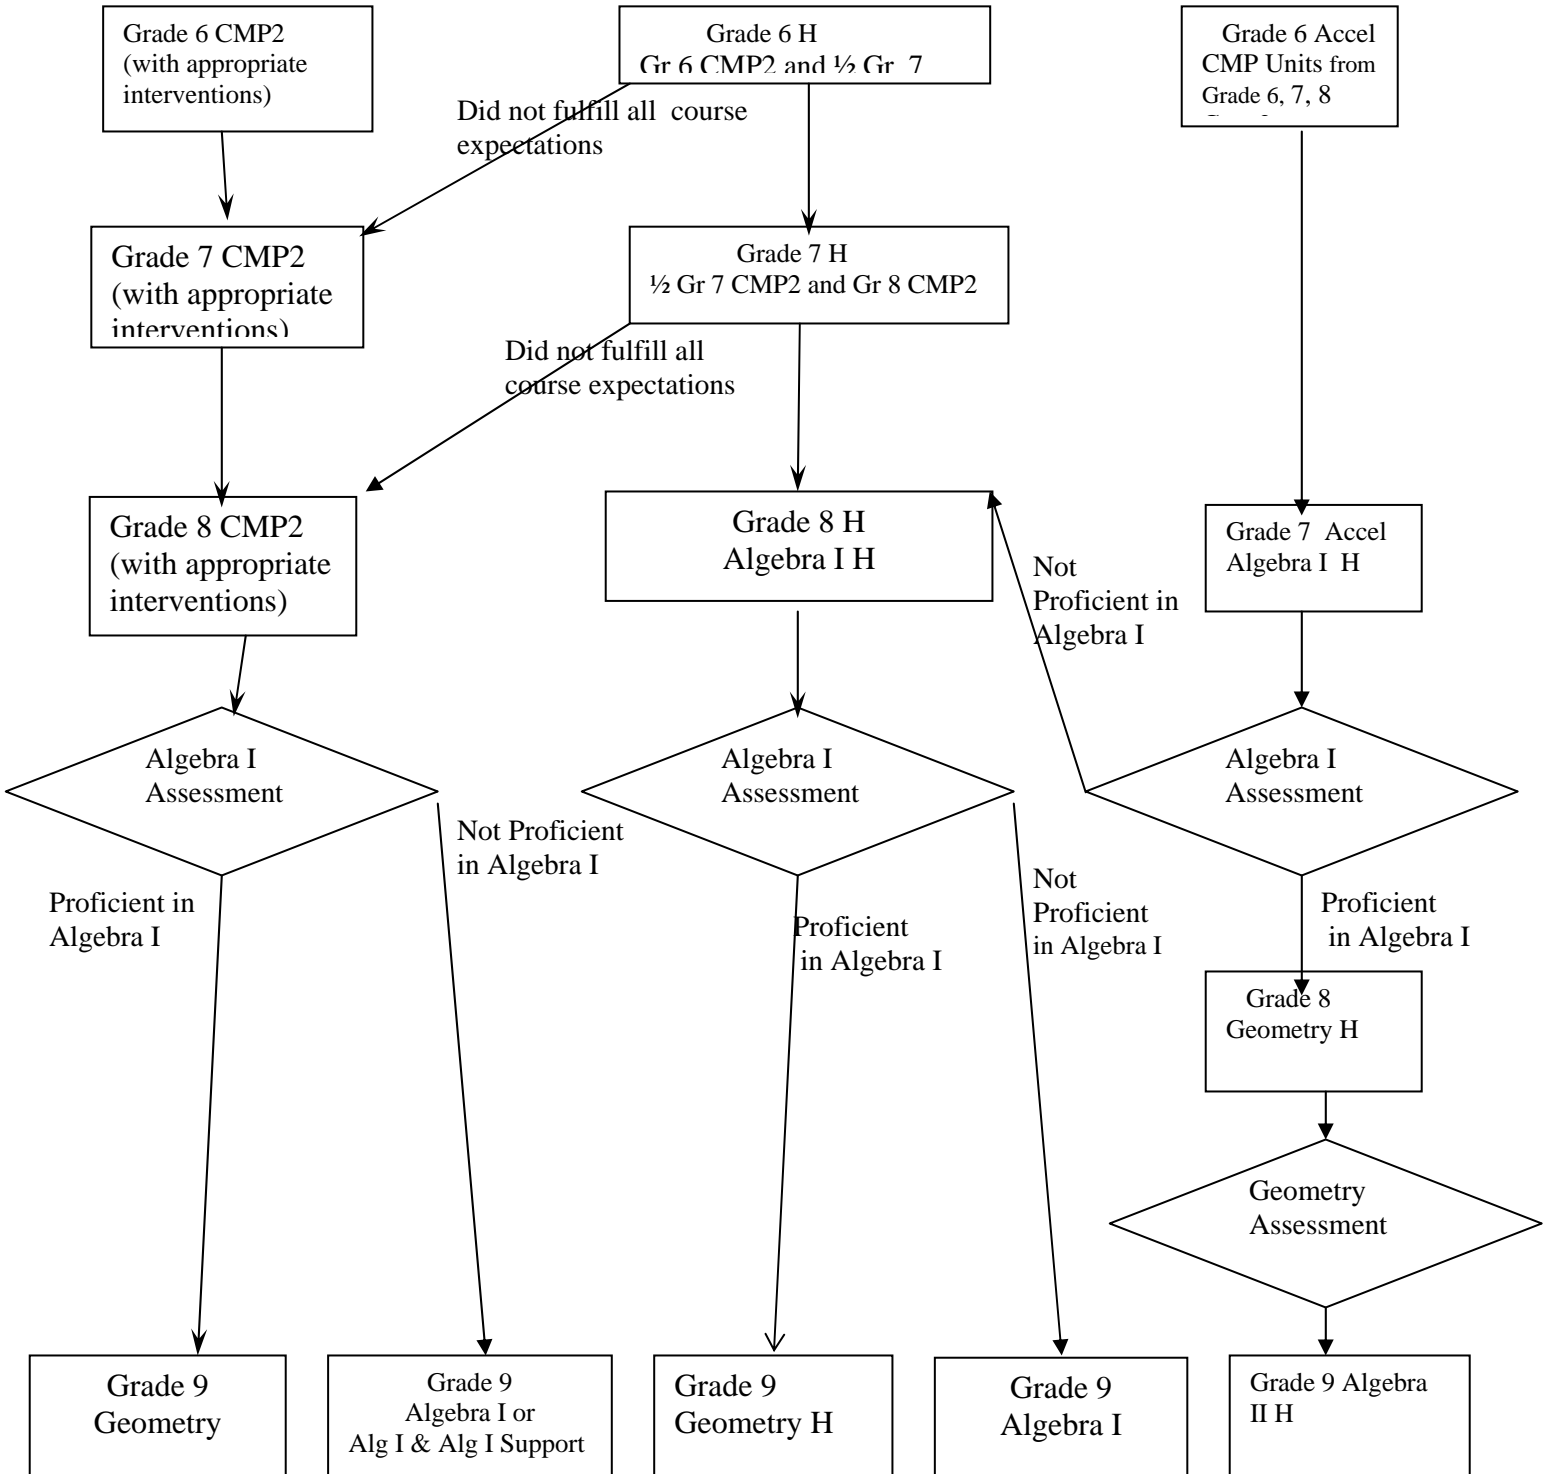 Grade 6 CMP2
(with appropriate
interventions)
Grade 6 H
Gr 6 CMP2 and ½ Gr 7
Grade 6 Accel
CMP Units from
Grade 6, 7, 8
Did not fulfill all course
expectations
Grade 7 CMP2
(with appropriate
interventions)
Grade 7 H
½ Gr 7 CMP2 and Gr 8 CMP2
Did not fulfill all
course expectations
Grade 8 CMP2
(with appropriate
interventions)
Grade 8 H
Algebra I H
Not
Proficient in
Algebra I
Grade 7 Accel
Algebra I H
Algebra I
Assessment
Algebra I
Assessment
Algebra I
Assessment
Not Proficient
in Algebra I
Proficient in
Algebra I
Proficient
in Algebra I
Not
Proficient
in Algebra I
Proficient
in Algebra I
Grade 8
Geometry H
Geometry
Assessment
Grade 9
Geometry
Grade 9
Algebra I or
Alg I & Alg I Support
Grade 9
Geometry H
Grade 9
Algebra I
Grade 9 Algebra
II H